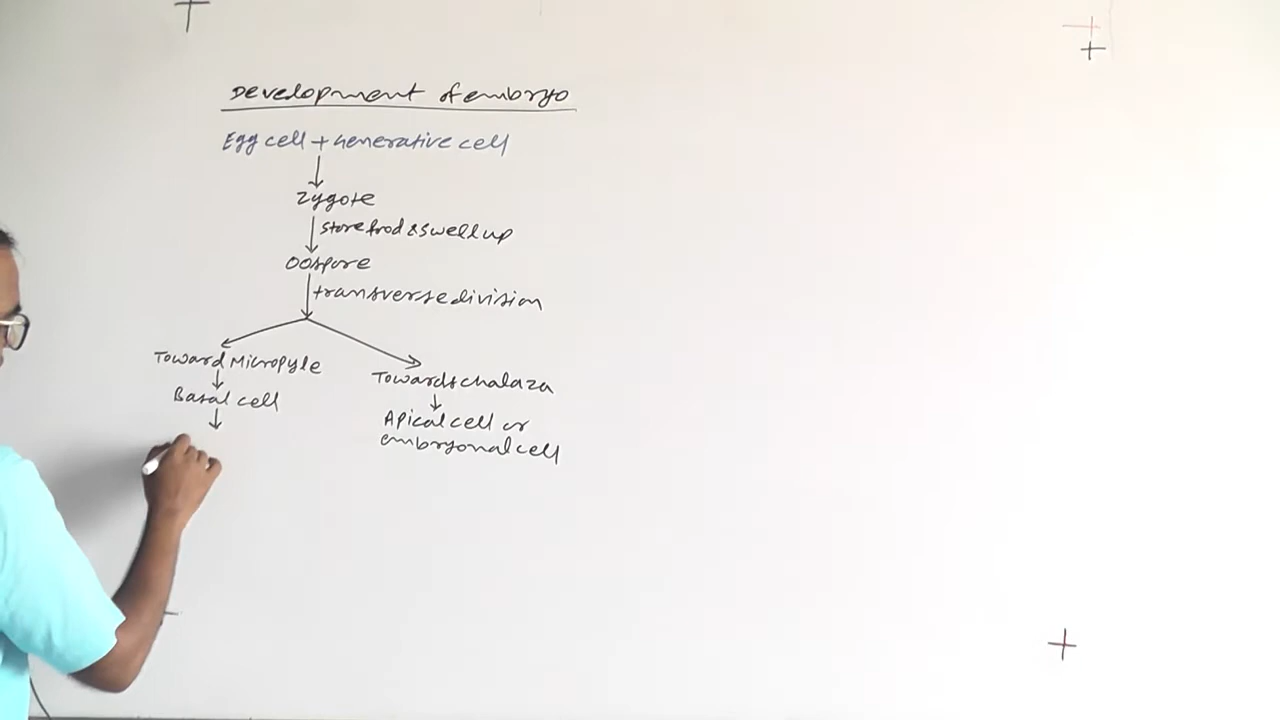 Development of embryo
Egg cell + Generative cell
Zygote
store food & swell up
Oospore
transverse division
Toward Micropyle
Towards chalaza
Basal cell
Apical cell or
embryonal cell